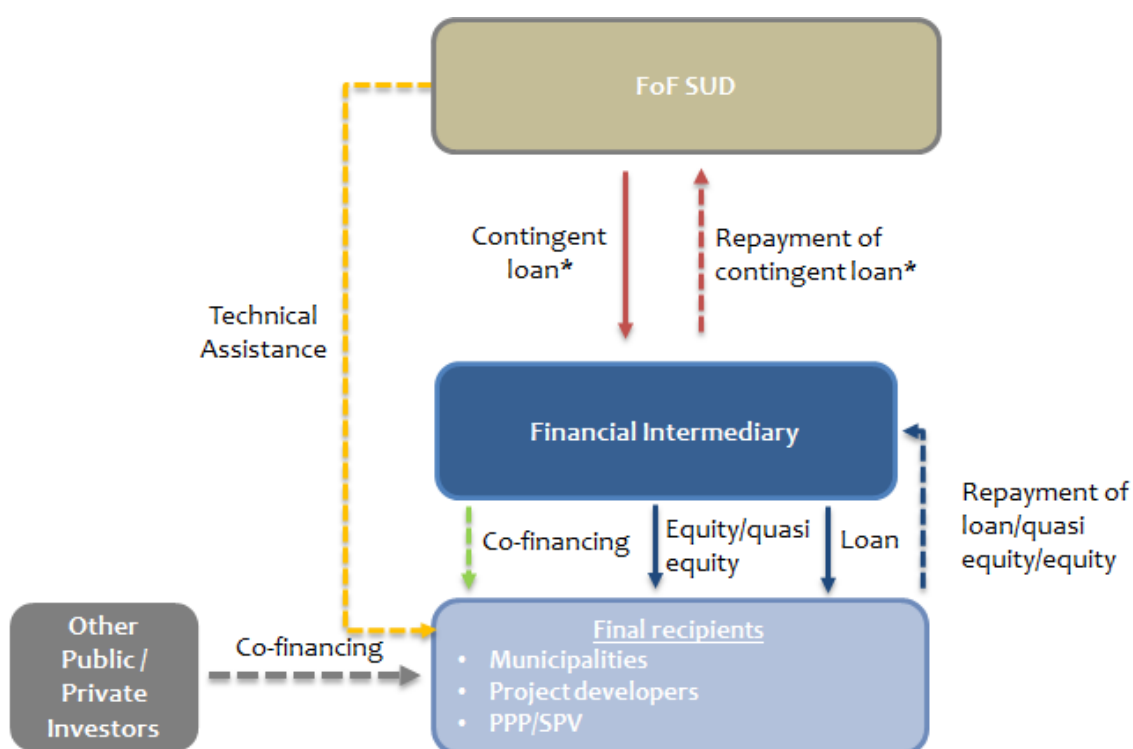 FoF SUD
Contingent
loan*
Repayment of
contingent loan*
Technical
Assistance
Financial Intermediary
Co-financing
Equity/quasi
equity
Loan
Repayment of
loan/quasi
equity/equity
Other
Public /
Private
Investors
Co-financing
Final recipients
• Municipalities
• Project developers
• PPP/SPV